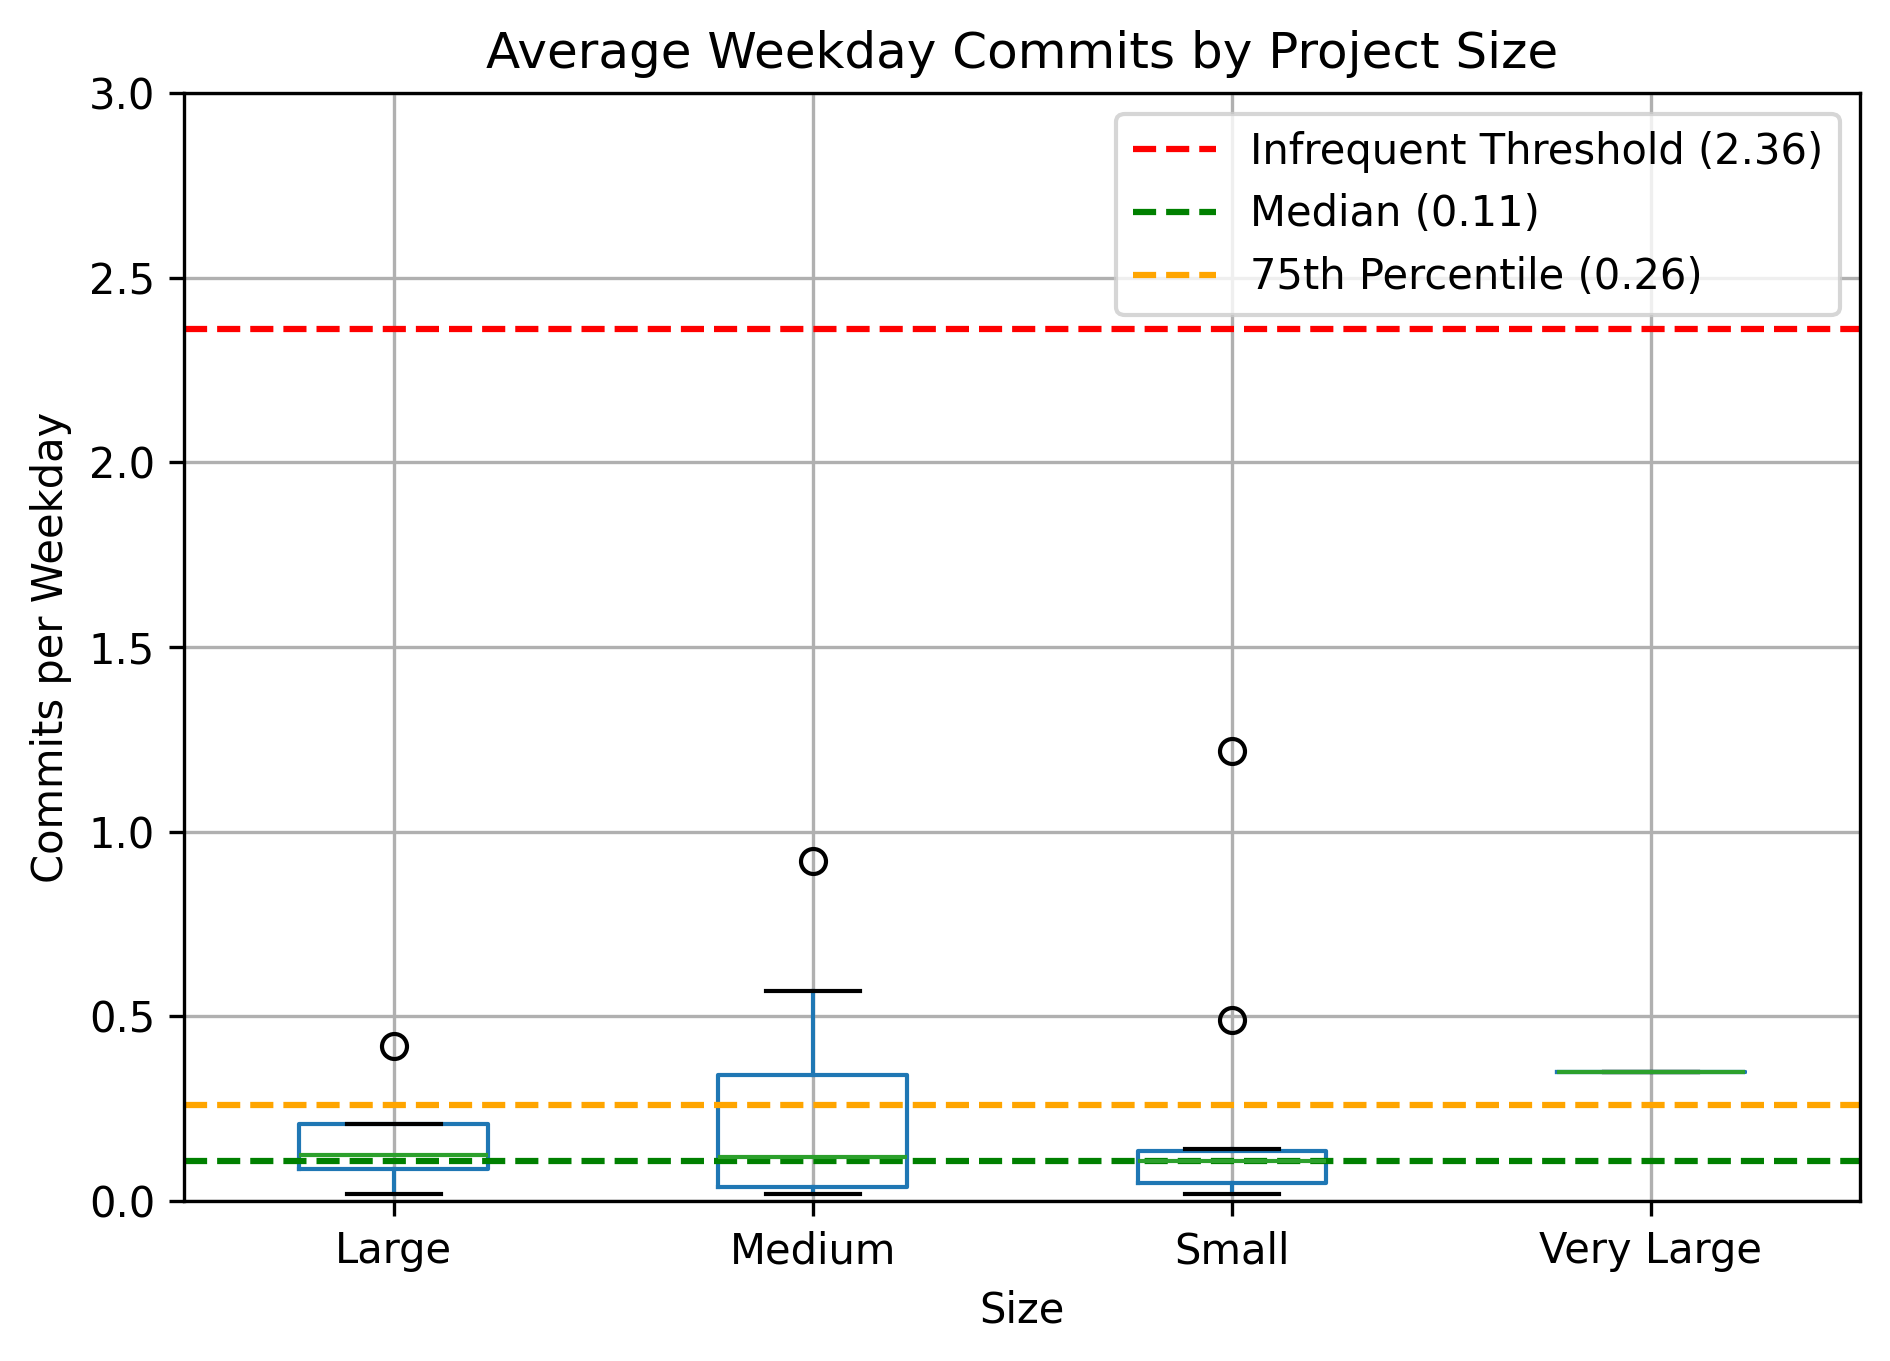 Average Weekday Commits by Project Size
3.0
2.5
2.0
1.5
1.0
0.5
0.0
Commits per Weekday
Infrequent Threshold (2.36)
Median (0.11)
75th Percentile (0.26)
Large Medium Small Very Large
Size